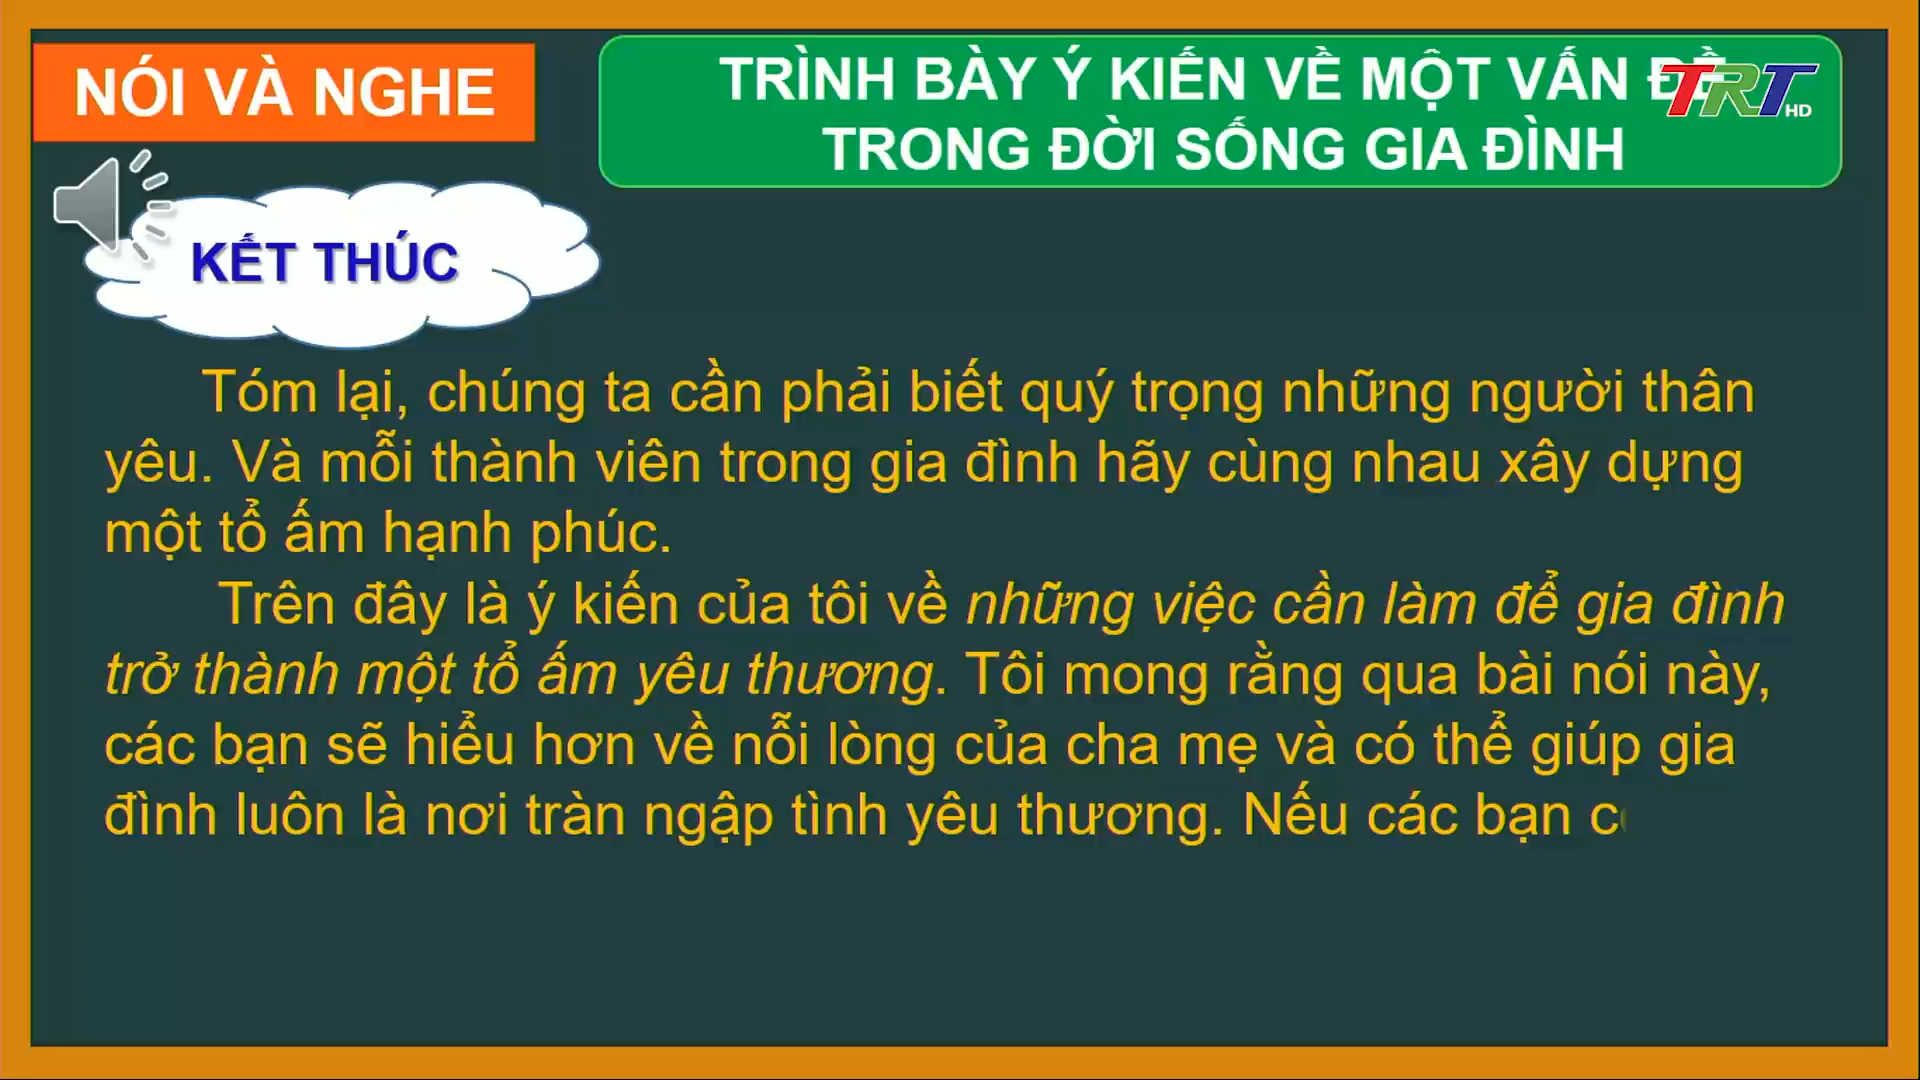 NÓI VÀ NGHE
TRÌNH BÀY Ý KIẾN VỀ MỘT VẤN ĐỀ
TRONG ĐỜI SỐNG GIA ĐÌNH
TRT HD
KẾT THÚC
Tóm lại, chúng ta cần phải biết quý trọng những người thân
yêu. Và mỗi thành viên trong gia đình hãy cùng nhau xây dựng
một tổ ấm hạnh phúc.
Trên đây là ý kiến của tôi về những việc cần làm để gia đình
trở thành một tổ ấm yêu thương. Tôi mong rằng qua bài nói này,
các bạn sẽ hiểu hơn về nỗi lòng của cha mẹ và có thể giúp gia
đình luôn là nơi tràn ngập tình yêu thương. Nếu các bạn